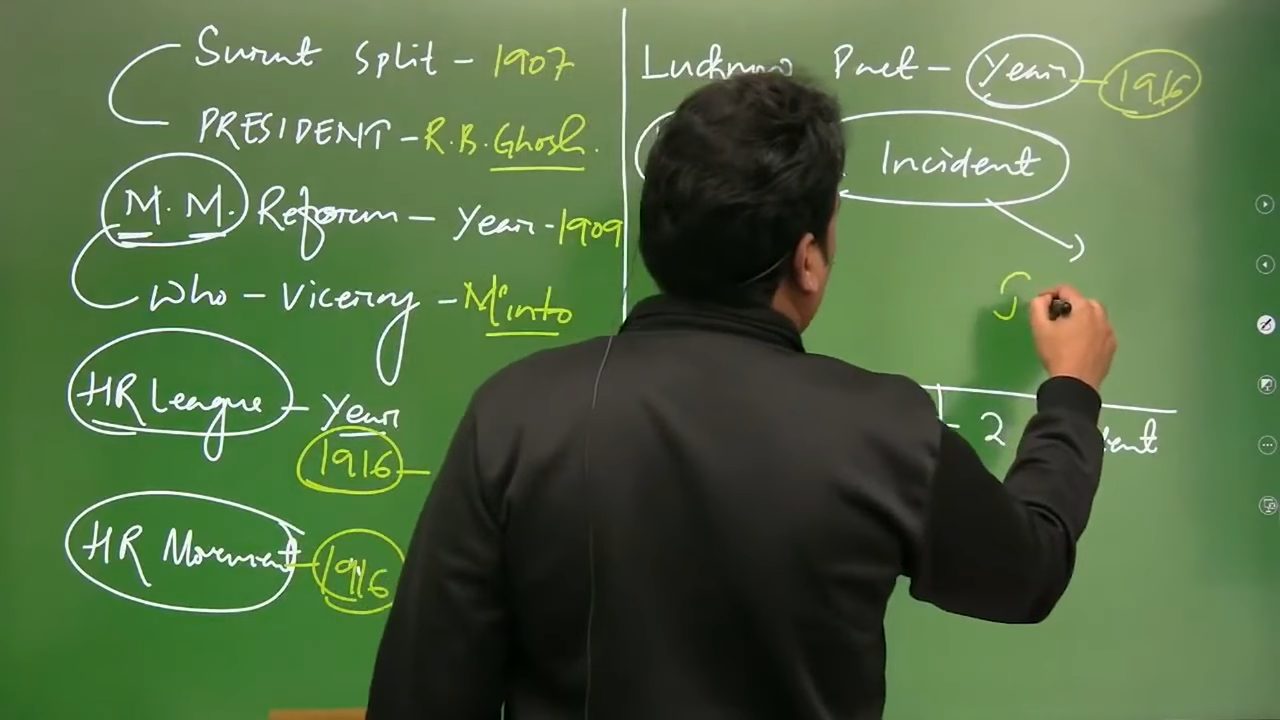 Surat Split - 1907
PRESIDENT - R.B. Ghosh.
M. M. Reform - Year - 1909
Who - Viceroy - Minto
HR League - Year
1916
HR Movement - 1916
Lucknow Pact - Year - 1916
Incident
- 2